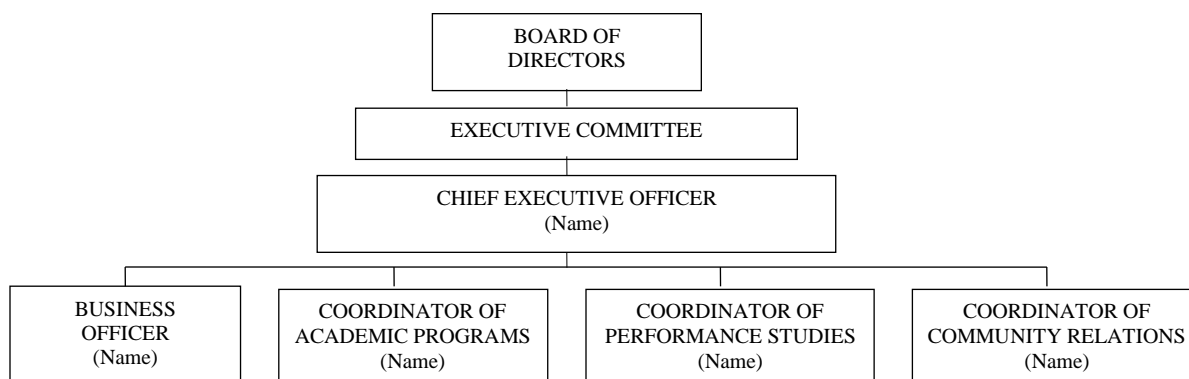 BOARD OF
DIRECTORS
EXECUTIVE COMMITTEE
CHIEF EXECUTIVE OFFICER
(Name)
BUSINESS
OFFICER
(Name)
COORDINATOR OF
ACADEMIC PROGRAMS
(Name)
COORDINATOR OF
PERFORMANCE STUDIES
(Name)
COORDINATOR OF
COMMUNITY RELATIONS
(Name)